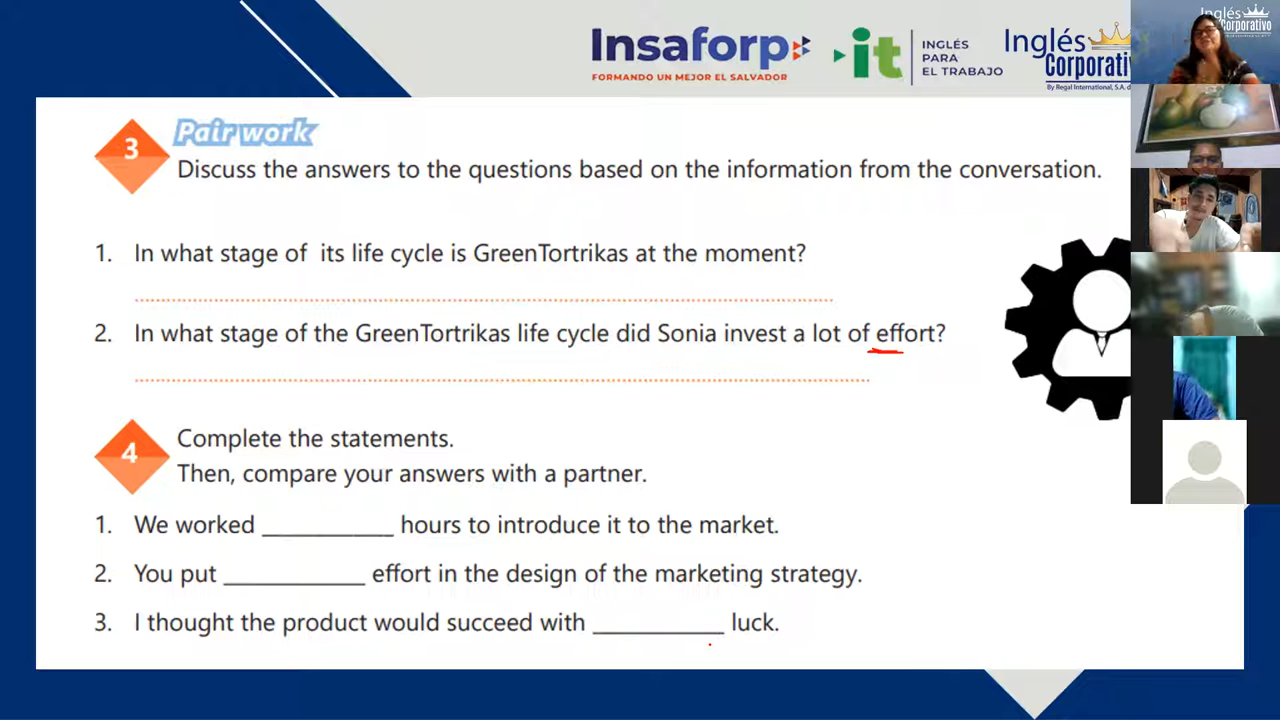 Insaforp
FORMANDO UN MEJOR EL SALVADOR
it
INGLÉS
PARA
EL TRABAJO
Inglés
Corporativ
By Regal International, S.A. d
Inglés
Corporativo
3
Pair work
Discuss the answers to the questions based on the information from the conversation.
1. In what stage of its life cycle is GreenTortrikas at the moment?
2. In what stage of the GreenTortrikas life cycle did Sonia invest a lot of effort?
4
Complete the statements.
Then, compare your answers with a partner.
1. We worked ____________ hours to introduce it to the market.
2. You put _____________ effort in the design of the marketing strategy.
3. I thought the product would succeed with ____________ luck.